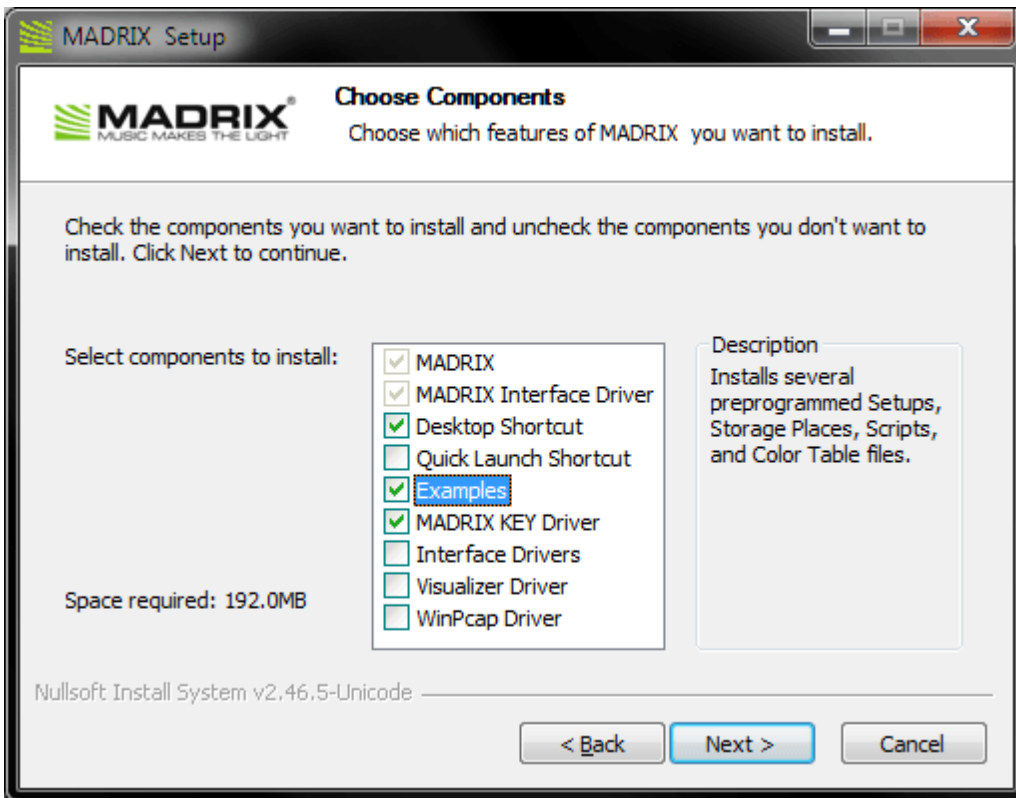 MADRIX Setup
MADRIX®
MUSIC MAKES THE LIGHT
Choose Components
Choose which features of MADRIX you want to install.
Check the components you want to install and uncheck the components you don't want to
install. Click Next to continue.
Select components to install:
MADRIX
MADRIX Interface Driver
Desktop Shortcut
Quick Launch Shortcut
Examples
MADRIX KEY Driver
Interface Drivers
Visualizer Driver
WinPcap Driver
Description
Installs several
preprogrammed Setups,
Storage Places, Scripts,
and Color Table files.
Space required: 192.0MB
Nullsoft Install System v2.46.5-Unicode
< Back
Next >
Cancel